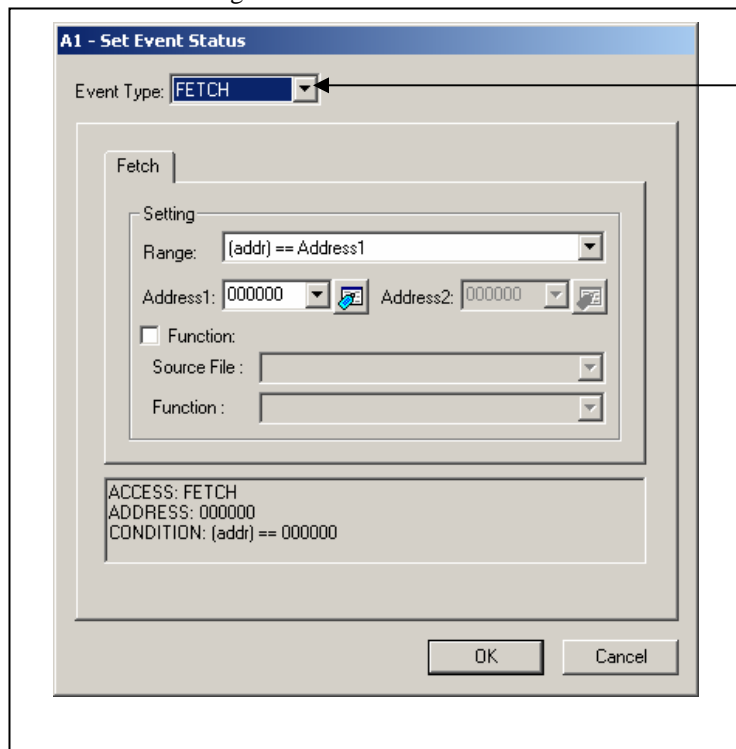 A1 - Set Event Status
Event Type: FETCH
Fetch
Setting
Range: (addr) == Address1
Address1: 000000 Address2: 000000
Function:
Source File :
Function :
ACCESS: FETCH
ADDRESS: 000000
CONDITION: (addr) == 000000
OK Cancel